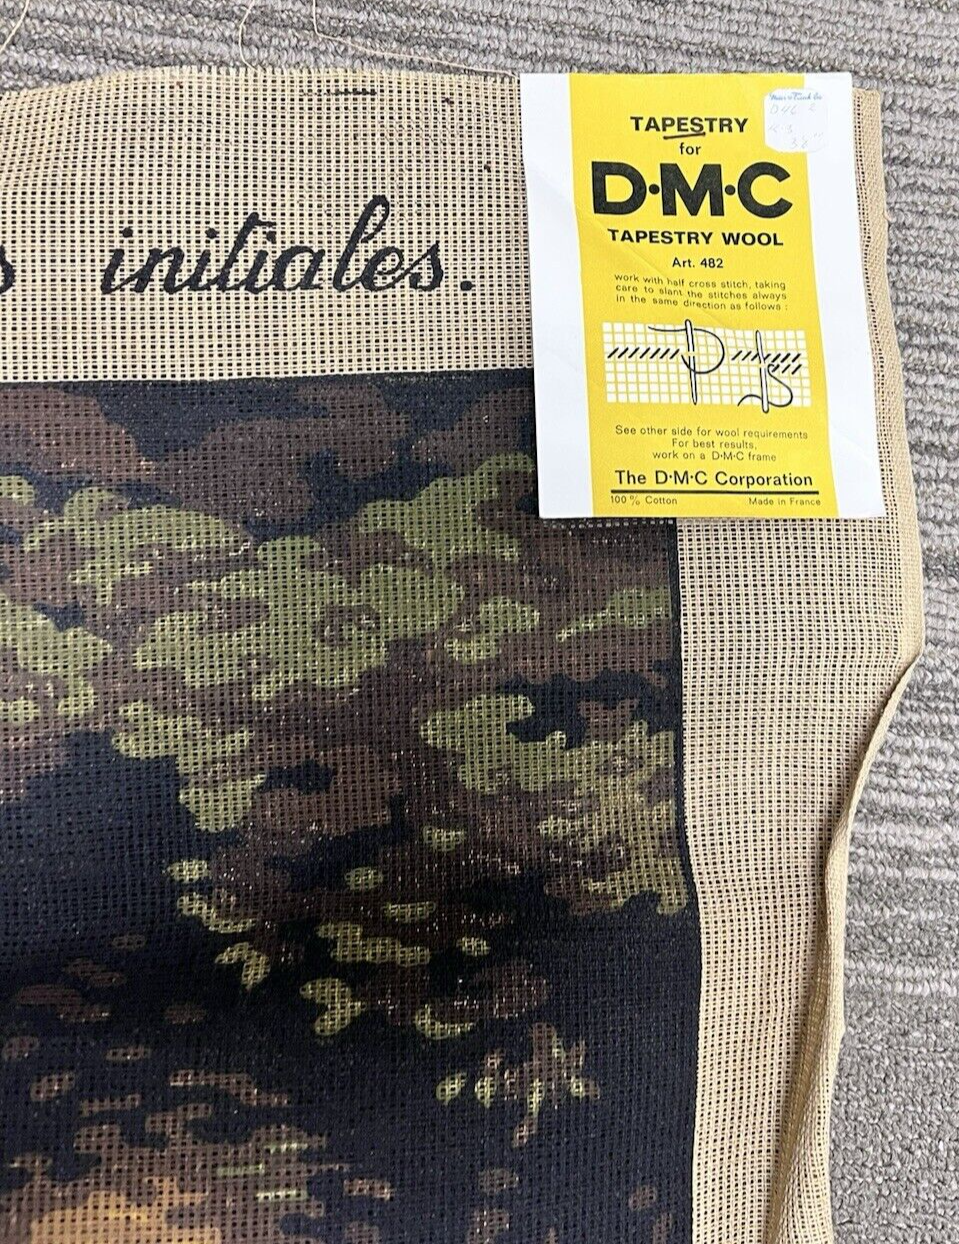 s initiales.
TAPESTRY
for
D·M·C
TAPESTRY WOOL
Art. 482
work with half cross stitch, taking
care to slant the stitches always
in the same direction as follows :
See other side for wool requirements
For best results,
work on a D·M·C frame
The D·M·C Corporation
100 % Cotton Made in France